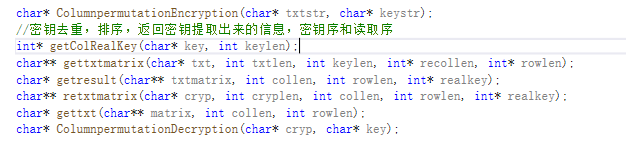 char* ColumnpermutationEncryption(char* txtstr, char* keystr);
//密钥去重，排序，返回密钥提取出来的信息，密钥序和读取序
int* getColRealKey(char* key, int keylen);
char** gettxtmatrix(char* txt, int txtlen, int keylen, int* recollen, int* rowlen);
char* getresult(char** txtmatrix, int collen, int rowlen, int* realkey);
char** retxtmatrix(char* cryp, int cryplen, int collen, int rowlen, int* realkey);
char* gettxt(char** matrix, int collen, int rowlen);
char* ColumnpermutationDecryption(char* cryp, char* key);